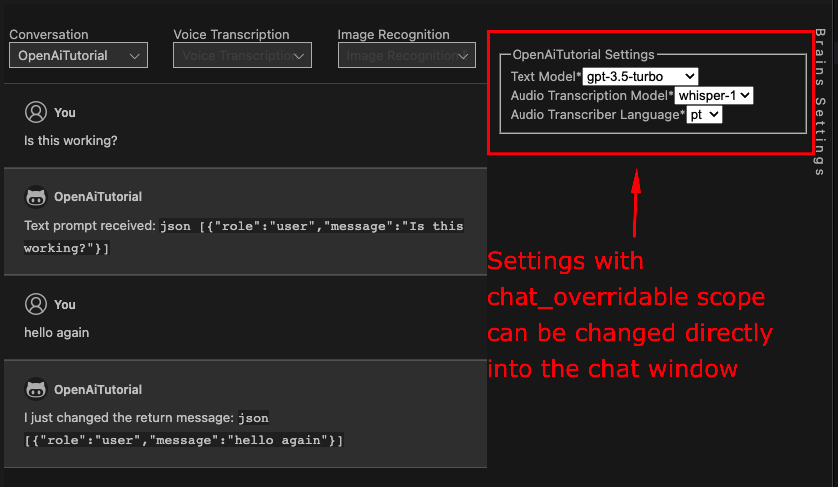 Conversation
Voice Transcription
Image Recognition
OpenAiTutorial
Voice Transcription
Image Recognition
You
Is this working?
OpenAiTutorial
Text prompt received: json [{"role":"user","message":"Is this
working?"}]
You
hello again
OpenAiTutorial
I just changed the return message: json
[{"role":"user","message":"hello again"}]
OpenAiTutorial Settings
Text Model* gpt-3.5-turbo
Audio Transcription Model* whisper-1
Audio Transcriber Language* pt
Brains Settings
Settings with
chat_overridable scope
can be changed directly
into the chat window